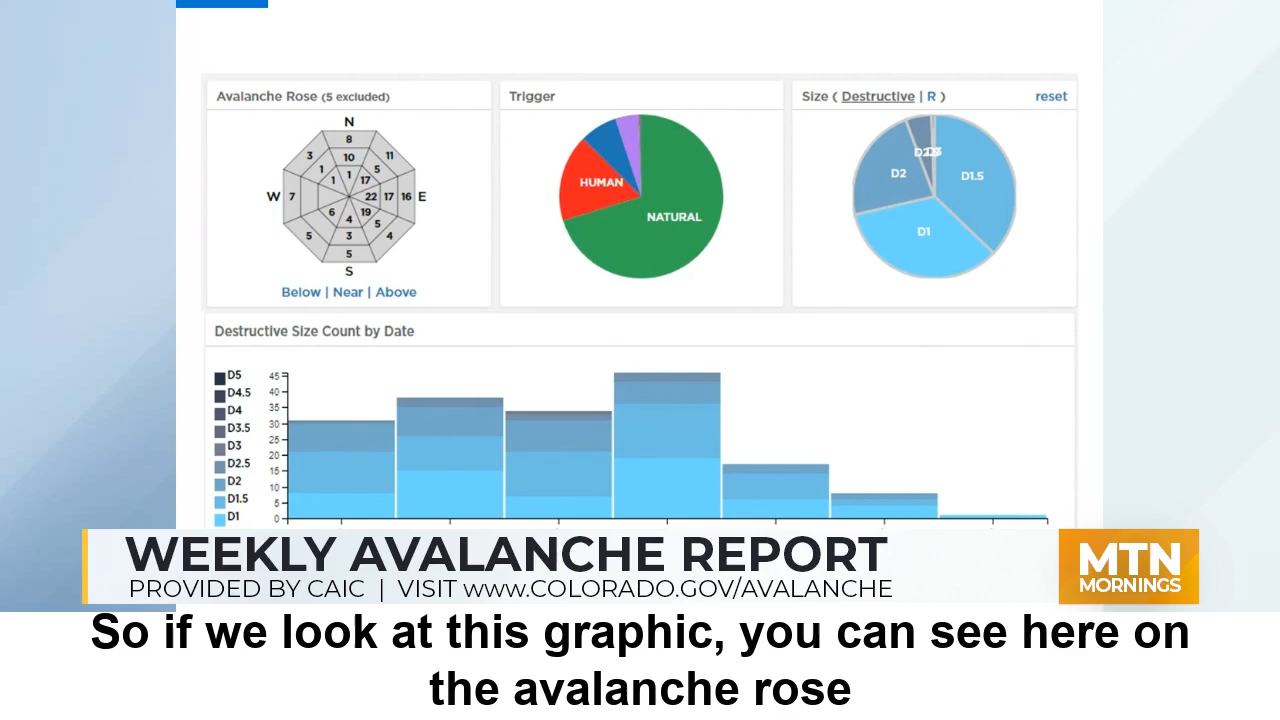 Avalanche Rose (5 excluded)
N
8
3
11
10
1
5
1
1
17
W
7
22
17
16
E
6
19
4
5
5
3
4
5
S
Below | Near | Above
Trigger
HUMAN
NATURAL
Size ( Destructive | R )
reset
D2
D1.5
D1
Destructive Size Count by Date
D5
D4.5
D4
D3.5
D3
D2.5
D2
D1.5
D1
45
40
35
30
25
20
15
10
5
0
WEEKLY AVALANCHE REPORT
PROVIDED BY CAIC | VISIT www.COLORADO.GOV/AVALANCHE
MTN
MORNINGS
So if we look at this graphic, you can see here on
the avalanche rose